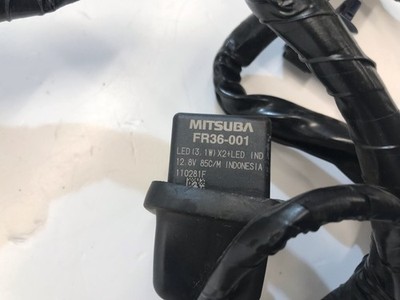 MITSUBA
FR36-001
LED(3.1W)X2+LED IND
12.8V 85C/M INDONESIA
110281F